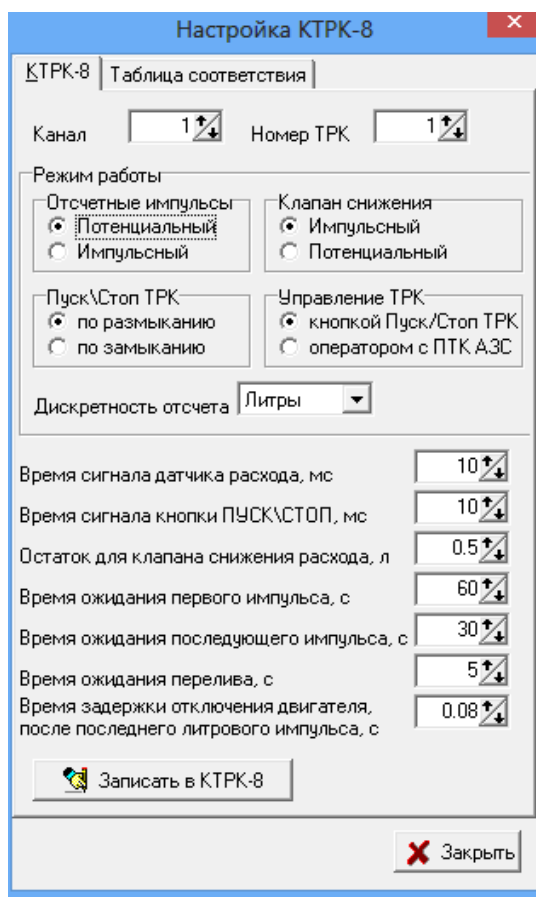 Настройка КТРК-8
КТРК-8 Таблица соответствия
Канал 1 Номер ТРК 1
Режим работы
Отсчетные импульсы
Потенциальный
Импульсный
Клапан снижения
Импульсный
Потенциальный
Пуск\Стоп ТРК
по размыканию
по замыканию
Управление ТРК
кнопкой Пуск/Стоп ТРК
оператором с ПТК АЗС
Дискретность отсчета Литры
Время сигнала датчика расхода, мс 10
Время сигнала кнопки ПУСК\СТОП, мс 10
Остаток для клапана снижения расхода, л 0.5
Время ожидания первого импульса, с 60
Время ожидания последующего импульса, с 30
Время ожидания перелива, с 5
Время задержки отключения двигателя,
после последнего литрового импульса, с 0.08
Записать в КТРК-8
Закрыть